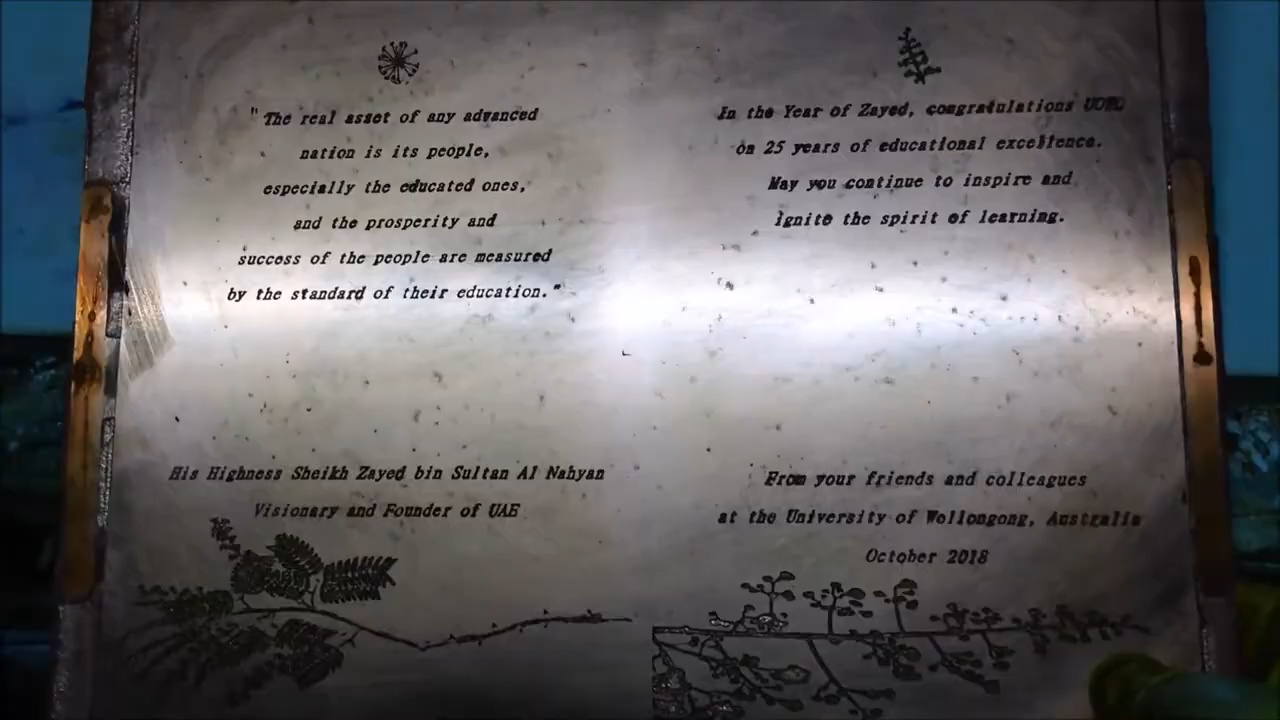 "The real asset of any advanced
nation is its people,
especially the educated ones,
and the prosperity and
success of the people are measured
by the standard of their education."
His Highness Sheikh Zayed bin Sultan Al Nahyan
Visionary and Founder of UAE
In the Year of Zayed, congratulations UOWD
on 25 years of educational excellence.
May you continue to inspire and
ignite the spirit of learning.
From your friends and colleagues
at the University of Wollongong, Australia
October 2018